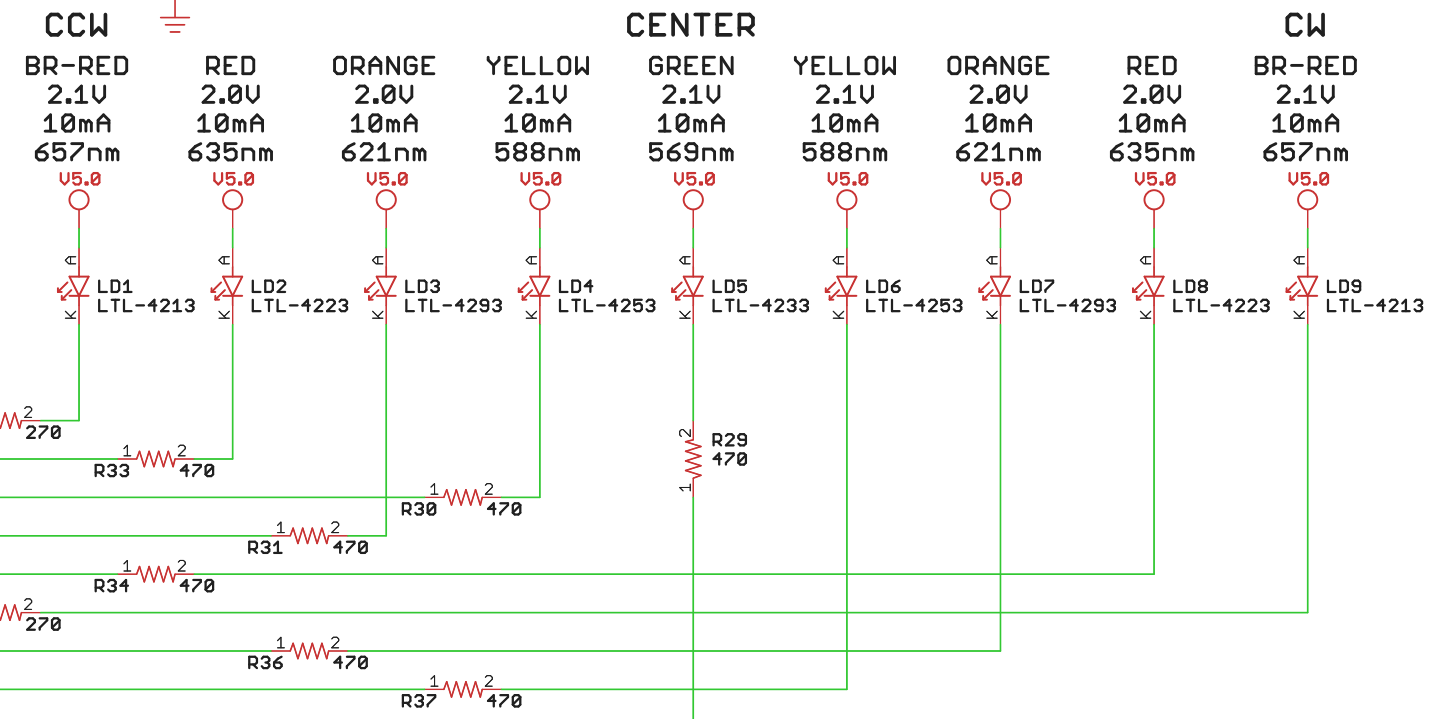 CCW CENTER CW
BR-RED RED ORANGE YELLOW GREEN YELLOW ORANGE RED BR-RED
2.1V 2.0V 2.0V 2.1V 2.1V 2.1V 2.0V 2.0V 2.1V
10mA 10mA 10mA 10mA 10mA 10mA 10mA 10mA 10mA
657nm 635nm 621nm 588nm 569nm 588nm 621nm 635nm 657nm
V5.0 V5.0 V5.0 V5.0 V5.0 V5.0 V5.0 V5.0 V5.0
A A A A A A A A A
LD1 LD2 LD3 LD4 LD5 LD6 LD7 LD8 LD9
LTL-4213 LTL-4223 LTL-4293 LTL-4253 LTL-4233 LTL-4253 LTL-4293 LTL-4223 LTL-4213
K K K K K K K K K
2
270
2 R29
1 2 470
R33 470
1 2 1
R30 470
1 2
R31 470
1 2
R34 470
2
270
1 2
R36 470
1 2
R37 470